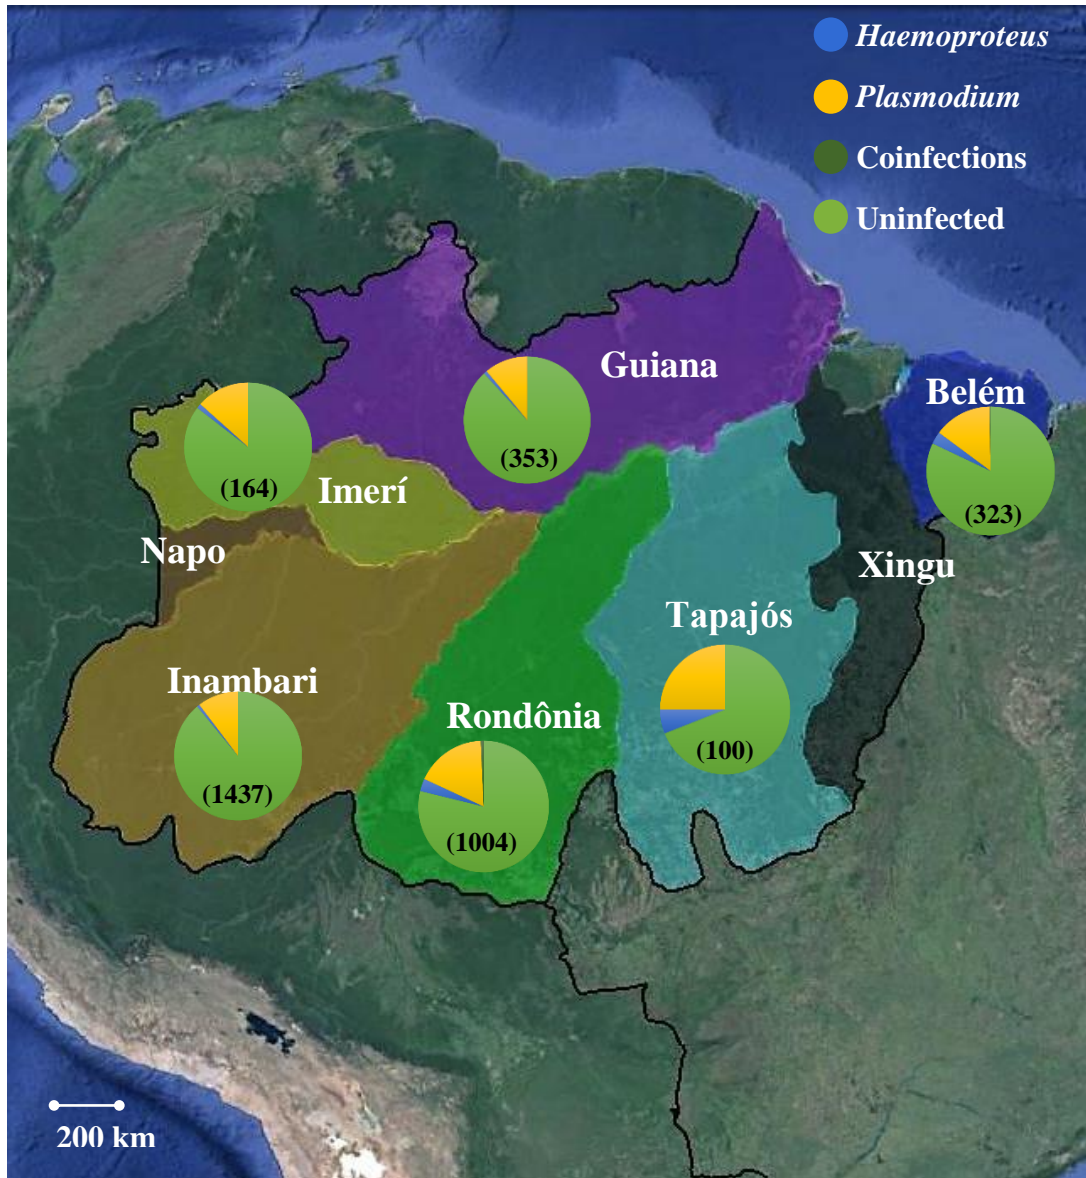 Haemoproteus
Plasmodium
Coinfections
Uninfected
Guiana
Belém
(353)
(164)
Imerí
(323)
Napo
Xingu
Tapajós
Inambari
Rondônia
(100)
(1437)
(1004)
200 km